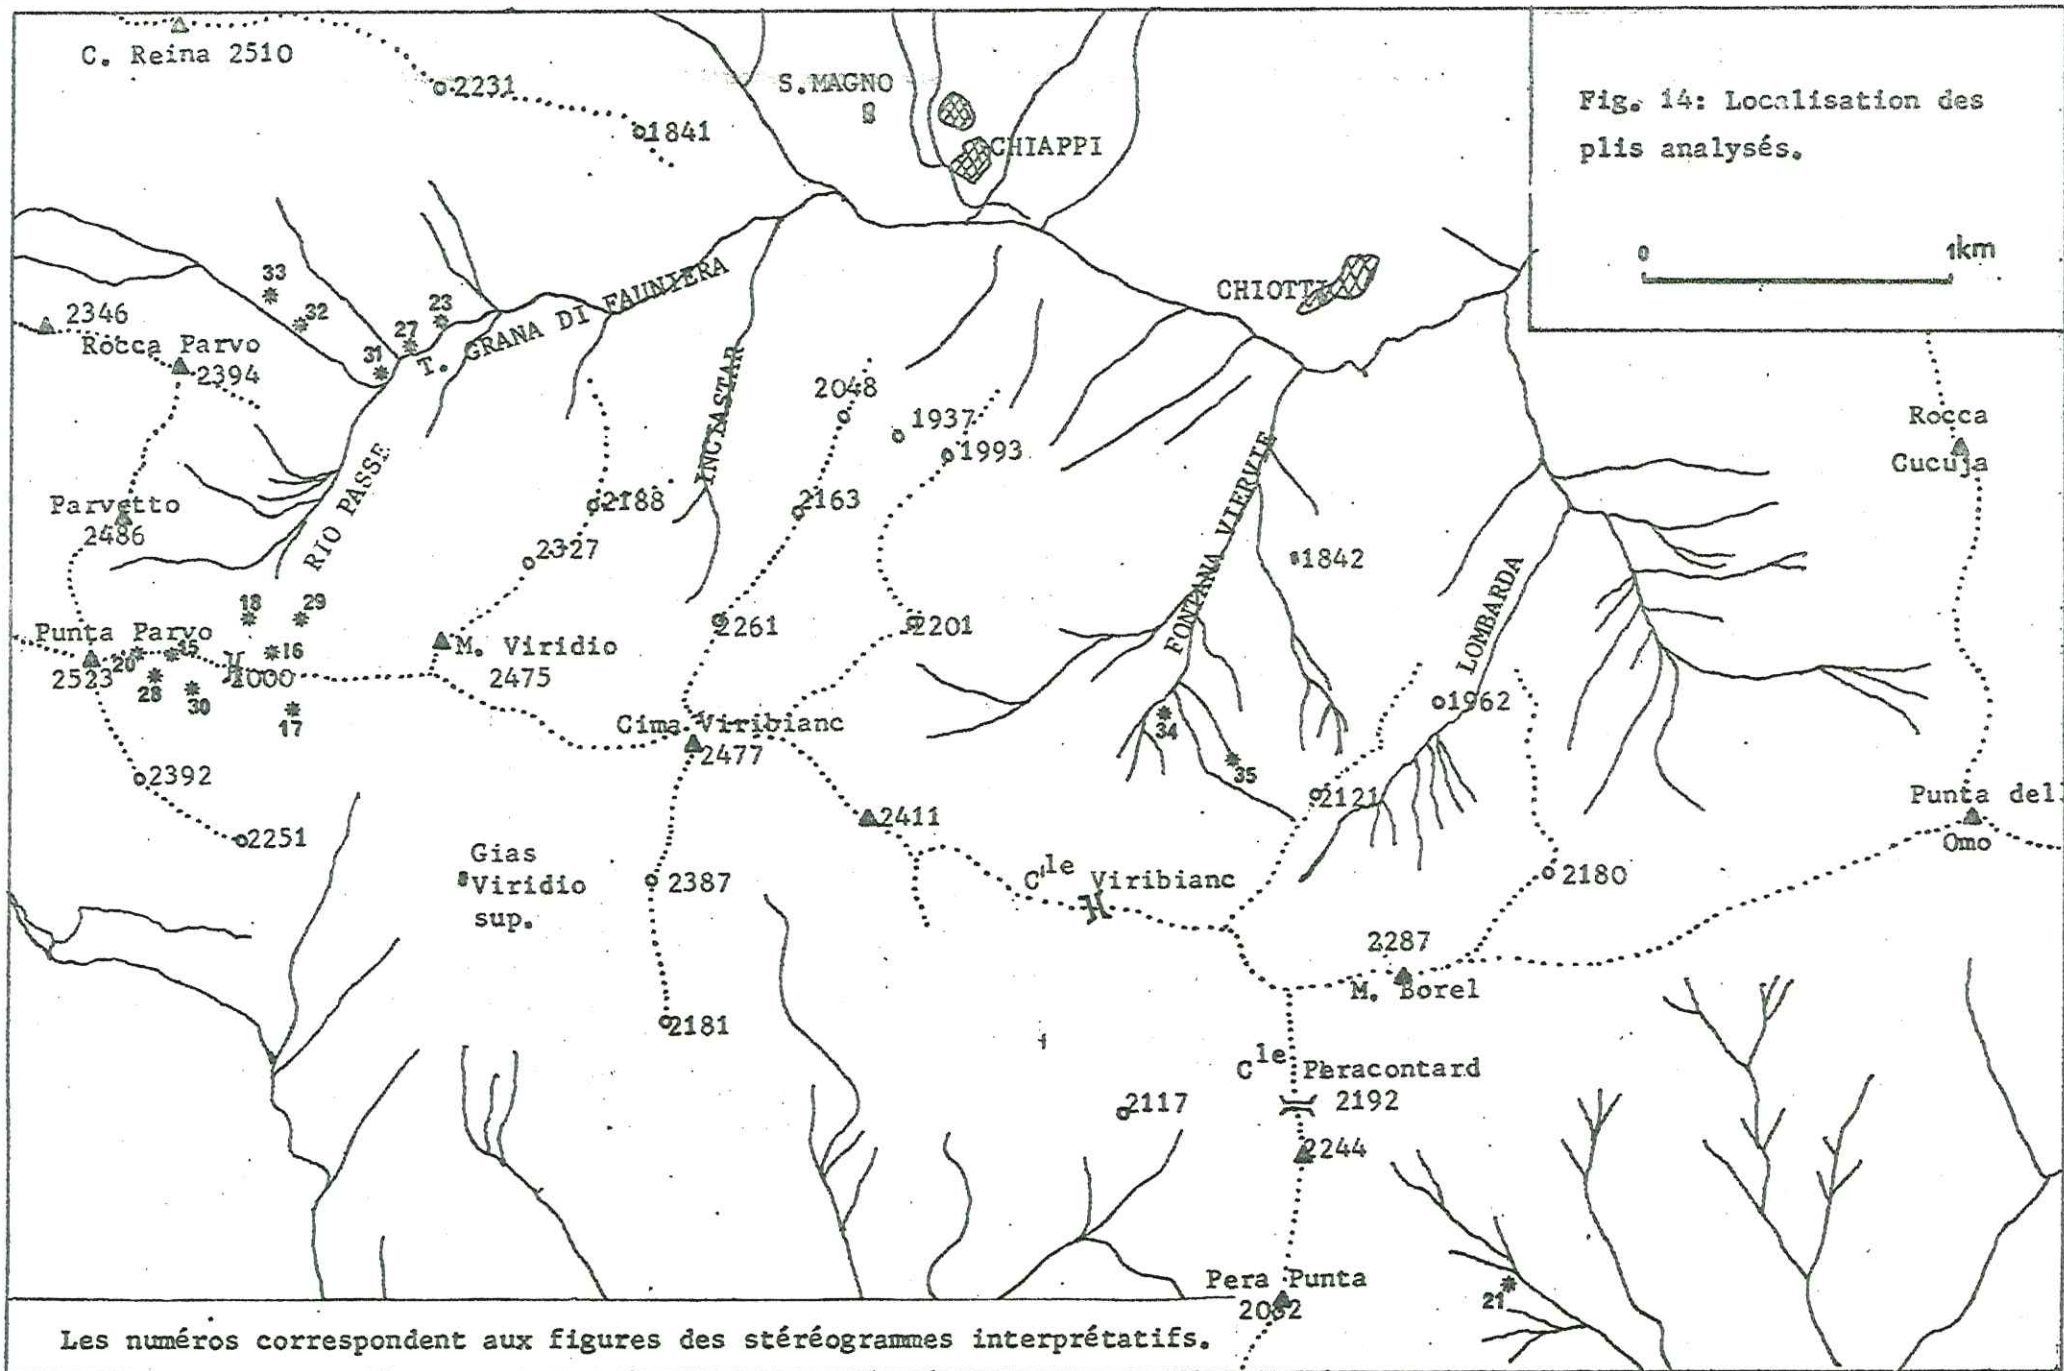 C. Reina 2510
2231
1841
S.MAGNO
CHIAPPI
Fig. 14: Localisation des
plis analysés.
0 1km
33
32
23
27
31
T. GRANA DI FAUNIERA
2346
Rocca Parvo
2394
CHIOTTI
INCIASTAR
2048
1937
1993
Rocca
Cucuja
Parvetto
2486
RIO PASSE
2188
2163
2327
FONTANA VIERVIE
1842
LOMBARDA
18
29
Punta Parvo
2523
20
15
16
28
30
17
M. Viridio
2475
2261
2201
1962
Cima Viribianc
2477
34
35
2392
2251
2411
2121
Punta del
Omo
Gias
Viridio
sup.
2387
Cle Viribianc
2180
2287
M. Borel
2181
Cle Peracontard
2192
2117
2244
Pera Punta
21
Les numéros correspondent aux figures des stéréogrammes interprétatifs.